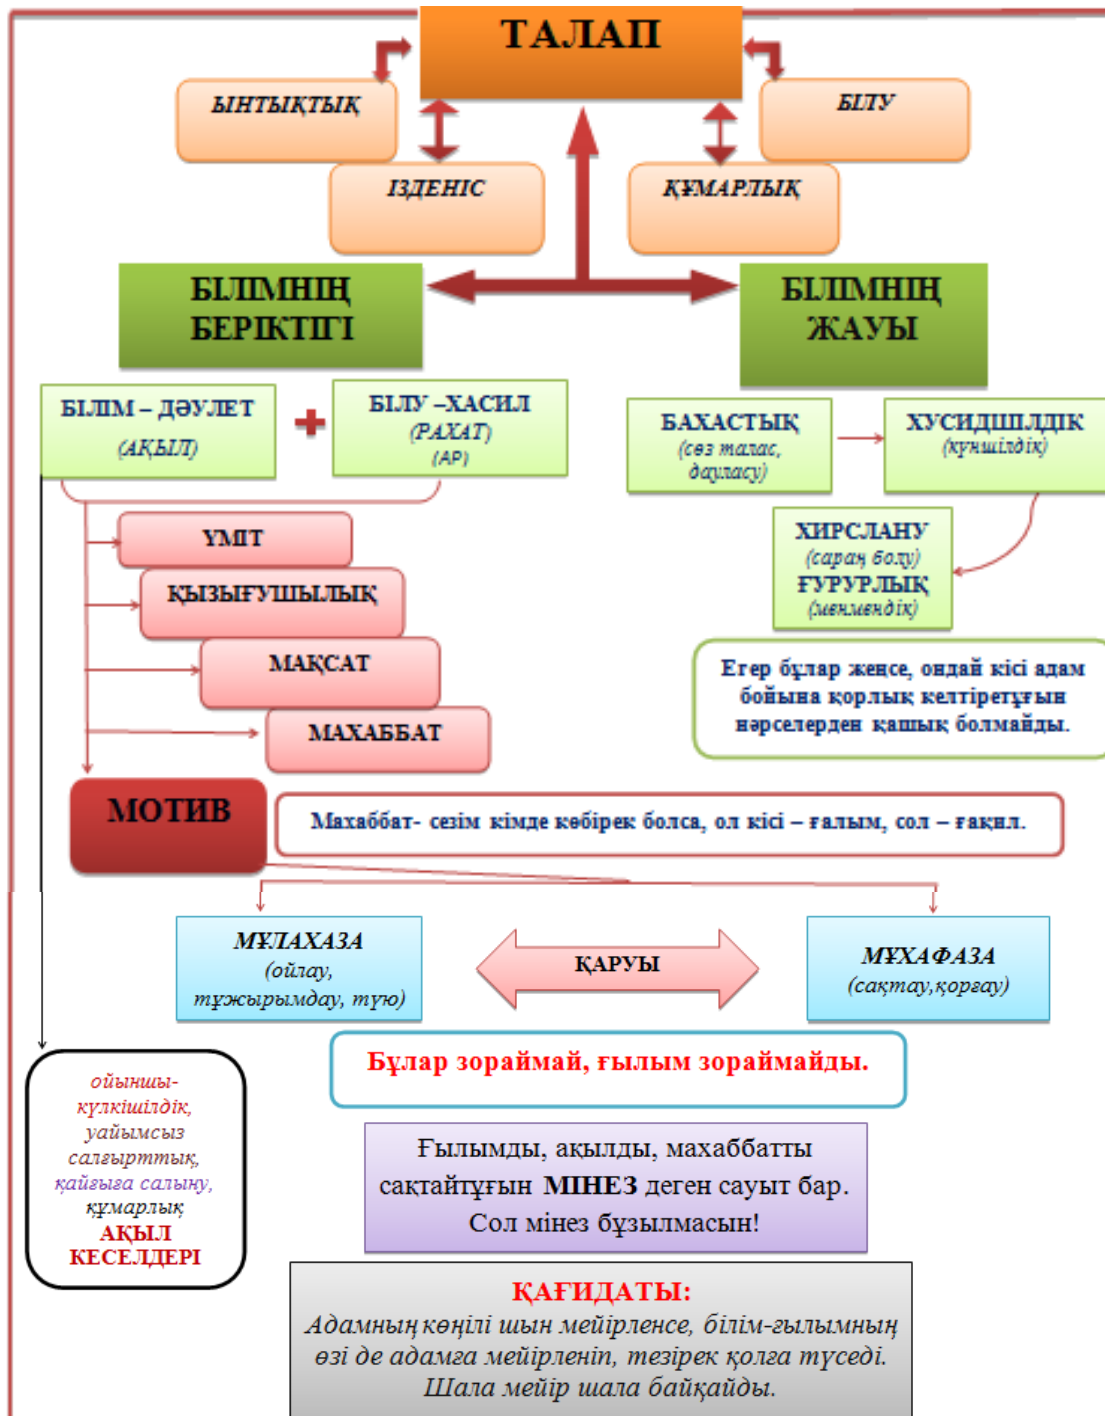 ТАЛАП
ЫНТЫҚТЫҚ
БІЛУ
ІЗДЕНІС
ҚҰМАРЛЫҚ
БІЛІМНІҢ
БЕРІКТІГІ
БІЛІМНІҢ
ЖАУЫ
БІЛІМ – ДӘУЛЕТ
(АҚЫЛ)
БІЛУ –ХАСИЛ
(РАХАТ)
(АР)
БАХАСТЫҚ
(сөз талас,
дауласу)
ХУСИДШІЛДІК
(күншілдік)
ХИРСЛАНУ
(сараң болу)
ҒУРУРЛЫҚ
(менмендік)
ҮМІТ
ҚЫЗЫҒУШЫЛЫҚ
МАҚСАТ
МАХАББАТ
Егер бұлар жеңсе, ондай кісі адам
бойына қорлық келтіретұғын
нәрселерден қашық болмайды.
МОТИВ
Махаббат- сезім кімде көбірек болса, ол кісі – ғалым, сол – ғақил.
МҰЛАХАЗА
(ойлау,
тұжырымдау, түю)
ҚАРУЫ
МҰХАФАЗА
(сақтау,қорғау)
Бұлар зораймай, ғылым зораймайды.
ойыншы-
күлкішілдік,
уайымсыз
салғырттық,
қайғыға салыну,
құмарлық
АҚЫЛ
КЕСЕЛДЕРІ
Ғылымды, ақылды, махаббатты
сақтайтұғын МІНЕЗ деген сауыт бар.
Сол мінез бұзылмасын!
ҚАҒИДАТЫ:
Адамның көңілі шын мейірленсе, білім-ғылымның
өзі де адамға мейірленіп, тезірек қолға түседі.
Шала мейір шала байқайды.